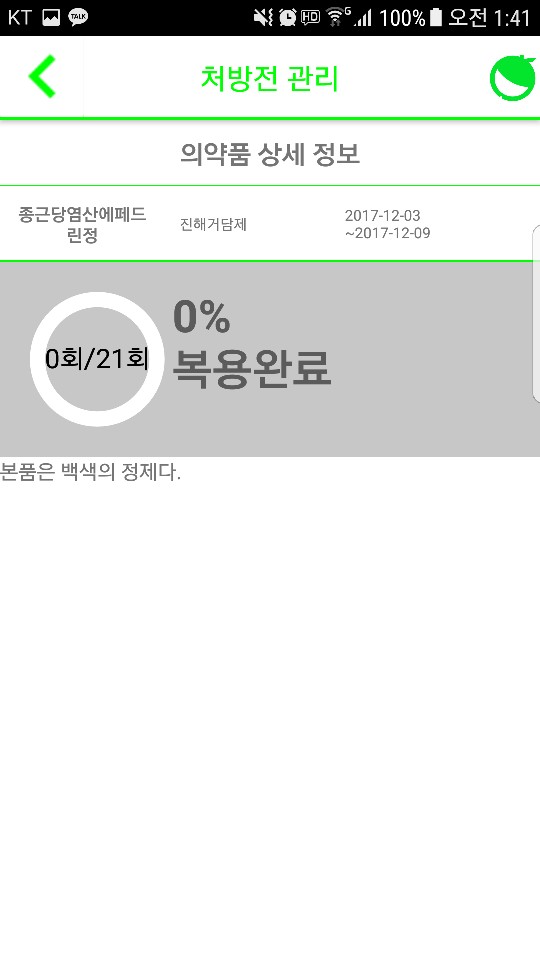 KT TALK HD G 100% 오전 1:41
처방전 관리
의약품 상세 정보
종근당염산에페드
린정
진해거담제
2017-12-03
~2017-12-09
0회/21회
0%
복용완료
본품은 백색의 정제다.